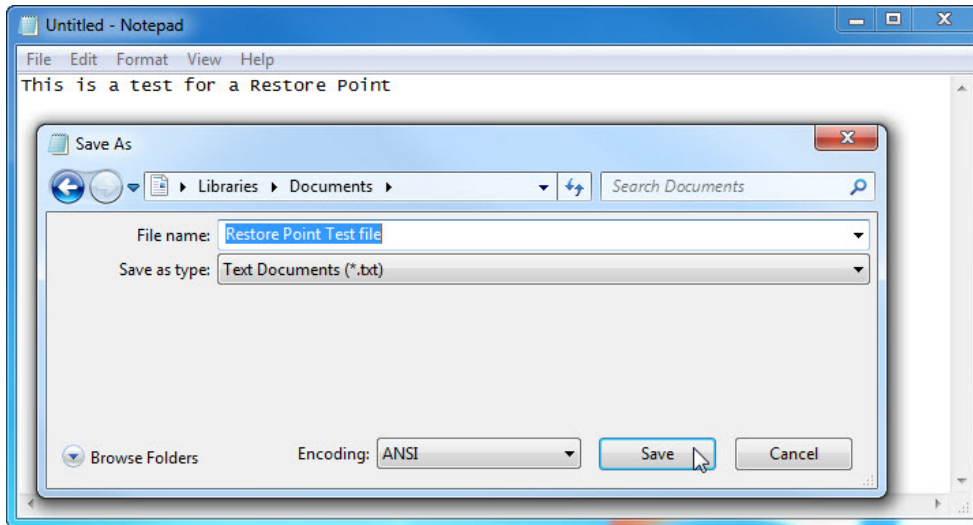 Untitled - Notepad
File Edit Format View Help
This is a test for a Restore Point
Save As
Libraries Documents
Search Documents
File name: Restore Point Test file
Save as type: Text Documents (*.txt)
Browse Folders Encoding: ANSI Save Cancel